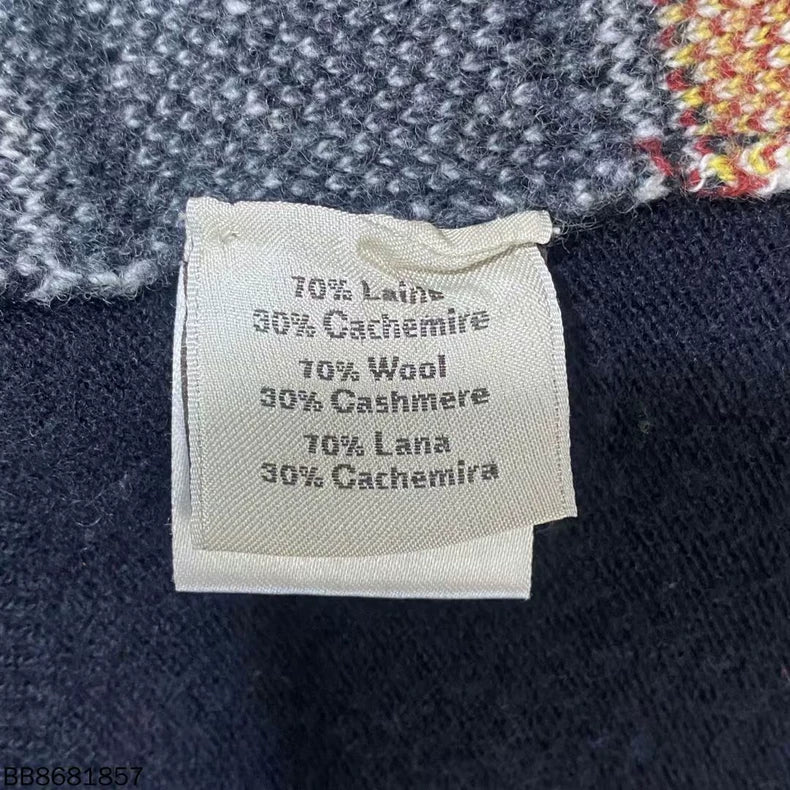 70% Laine
30% Cachemire
70% Wool
30% Cashmere
70% Lana
30% Cachemira
BB8681857